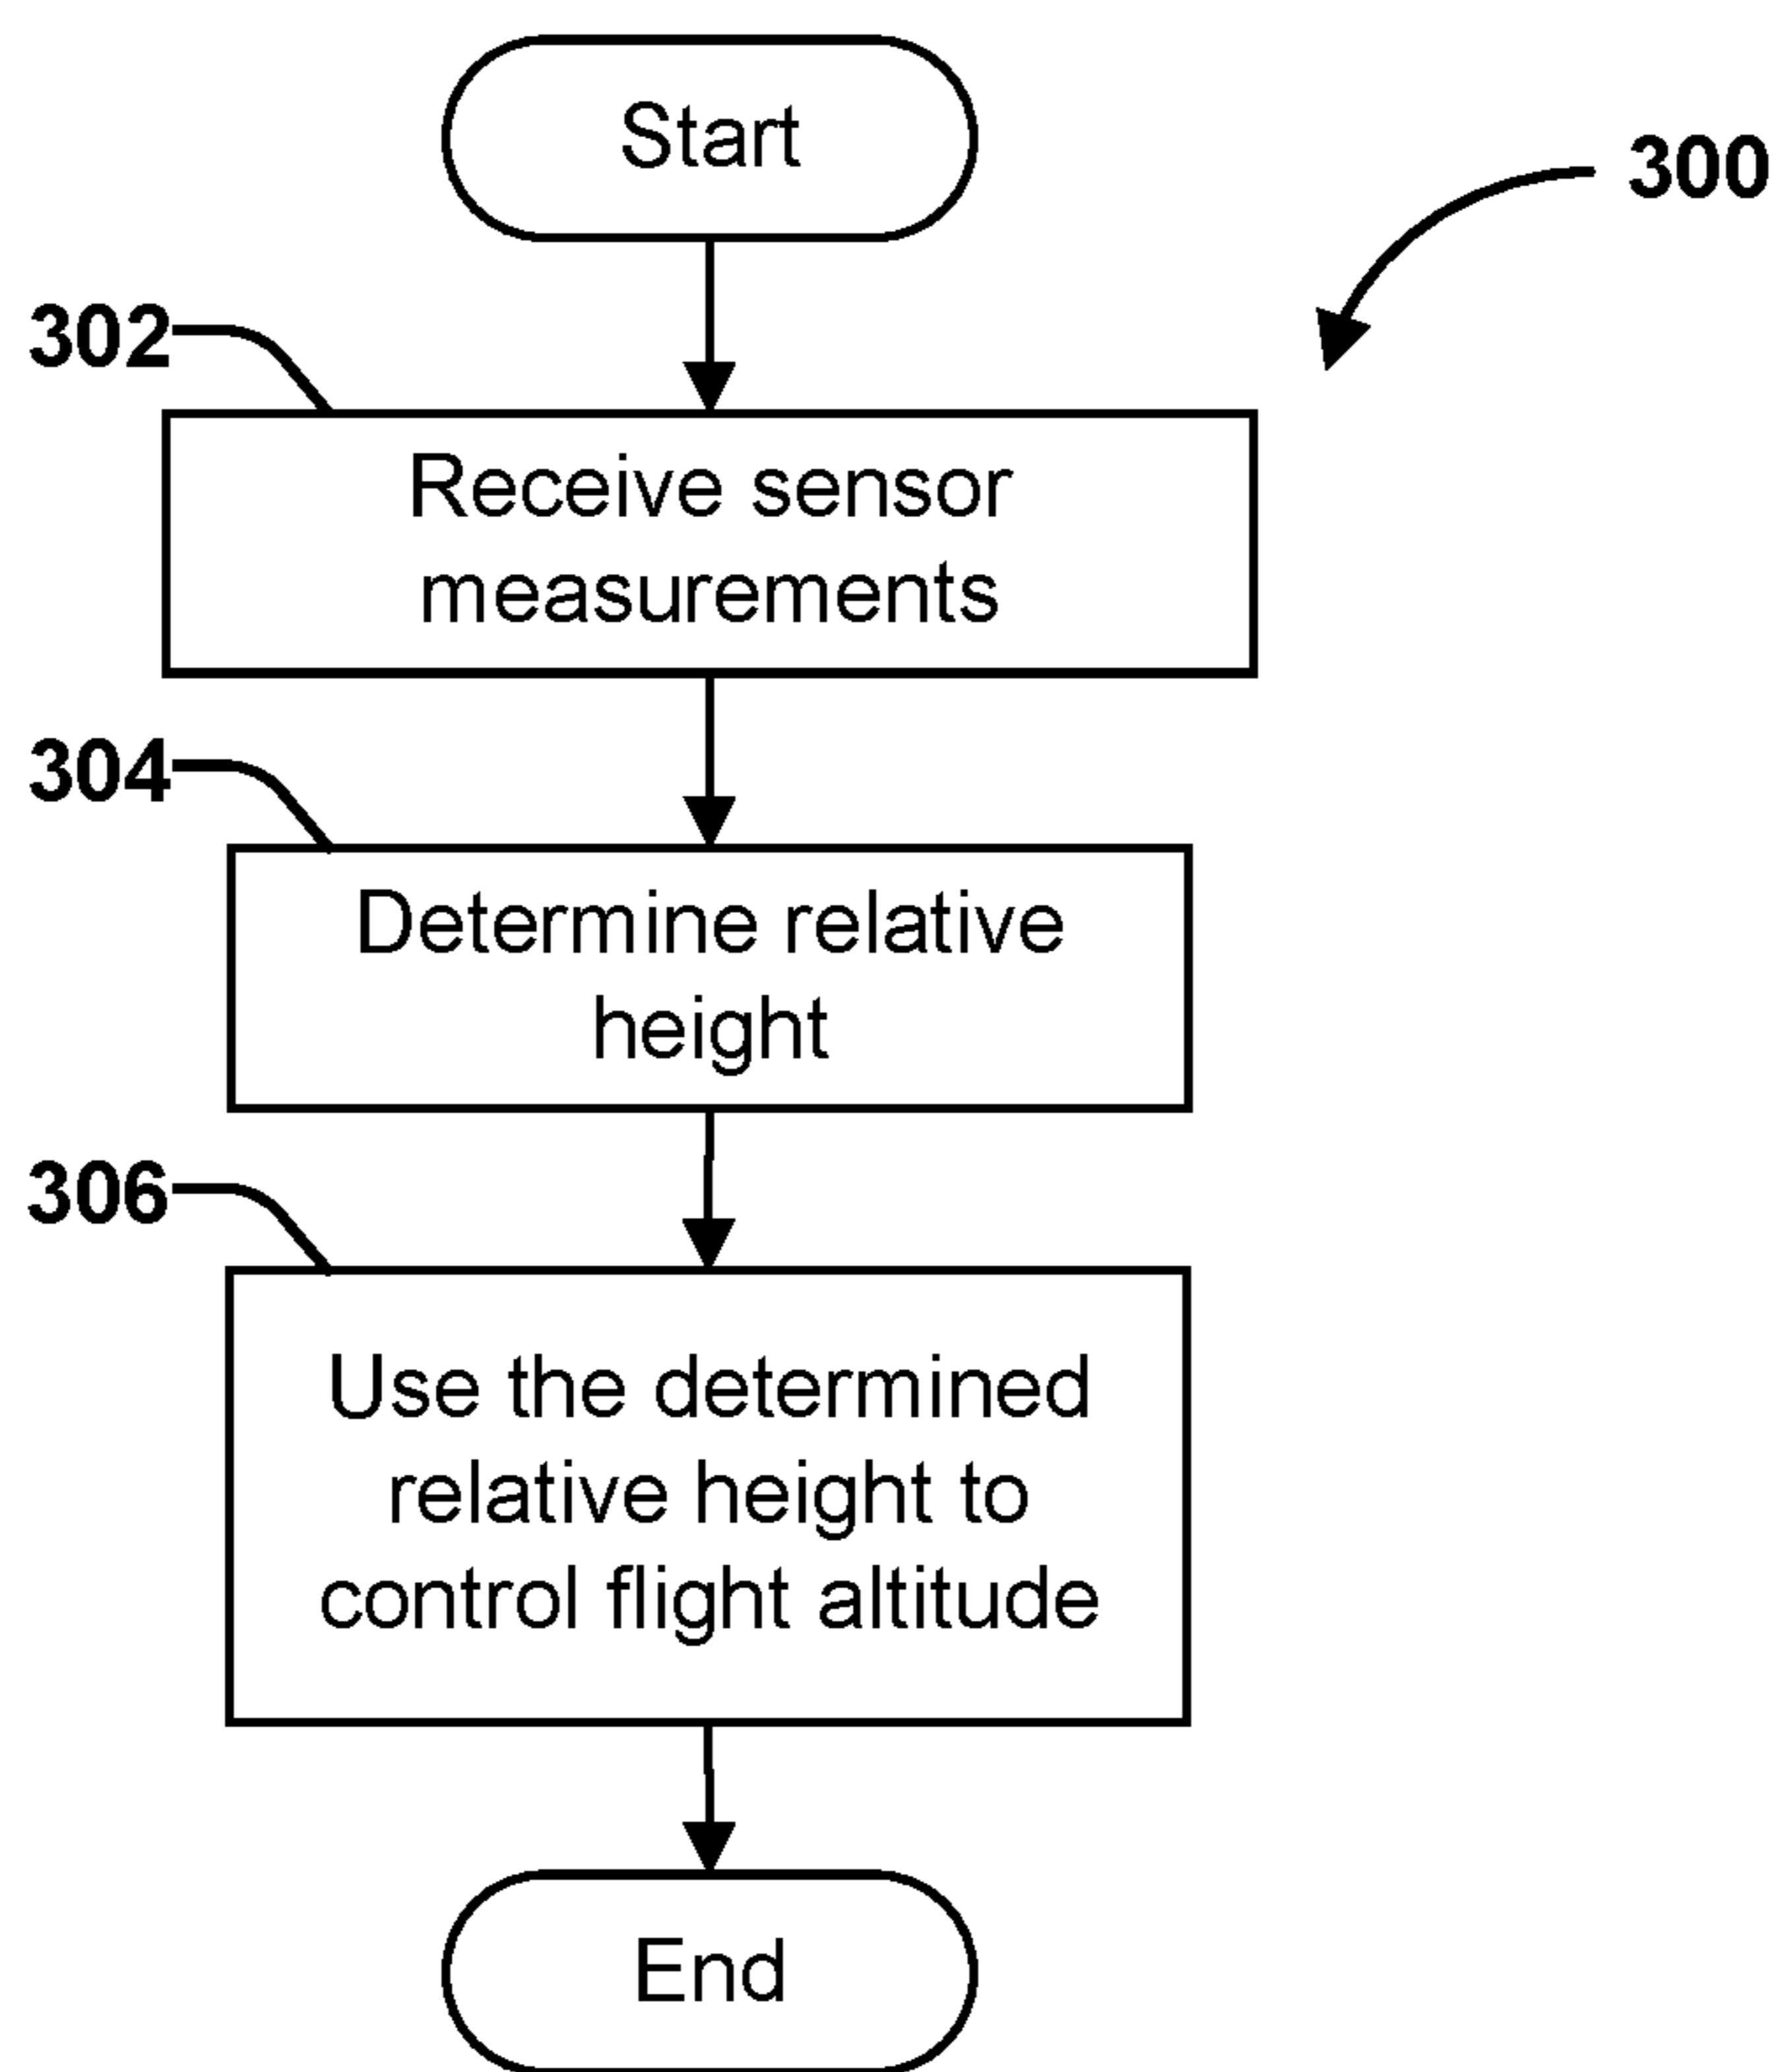 Start
300
302
Receive sensor
measurements
304
Determine relative
height
306
Use the determined
relative height to
control flight altitude
End